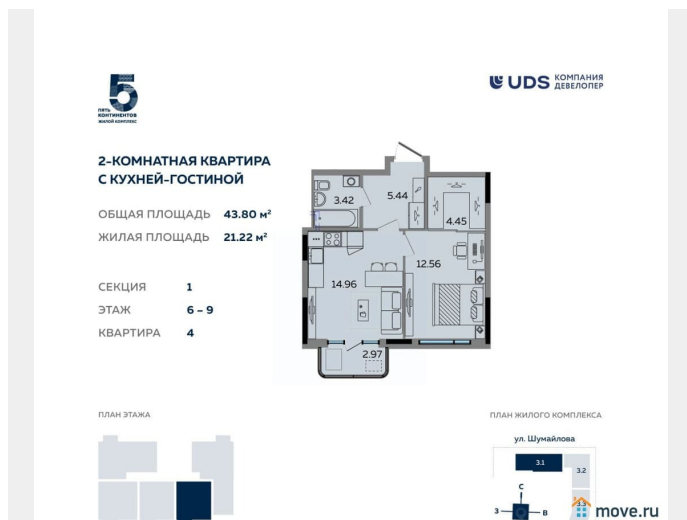 5
ПЯТЬ
КОНТИНЕНТОВ
ЖИЛОЙ КОМПЛЕКС
UDS КОМПАНИЯ
ДЕВЕЛОПЕР
2-КОМНАТНАЯ КВАРТИРА
С КУХНЕЙ-ГОСТИНОЙ
ОБЩАЯ ПЛОЩАДЬ 43.80 м²
ЖИЛАЯ ПЛОЩАДЬ 21.22 м²
СЕКЦИЯ 1
ЭТАЖ 6 – 9
КВАРТИРА 4
3.42
5.44
4.45
12.56
14.96
2.97
ПЛАН ЭТАЖА
ПЛАН ЖИЛОГО КОМПЛЕКСА
ул. Шумайлова
3.1
3.2
3.3
С
З
В
move.ru